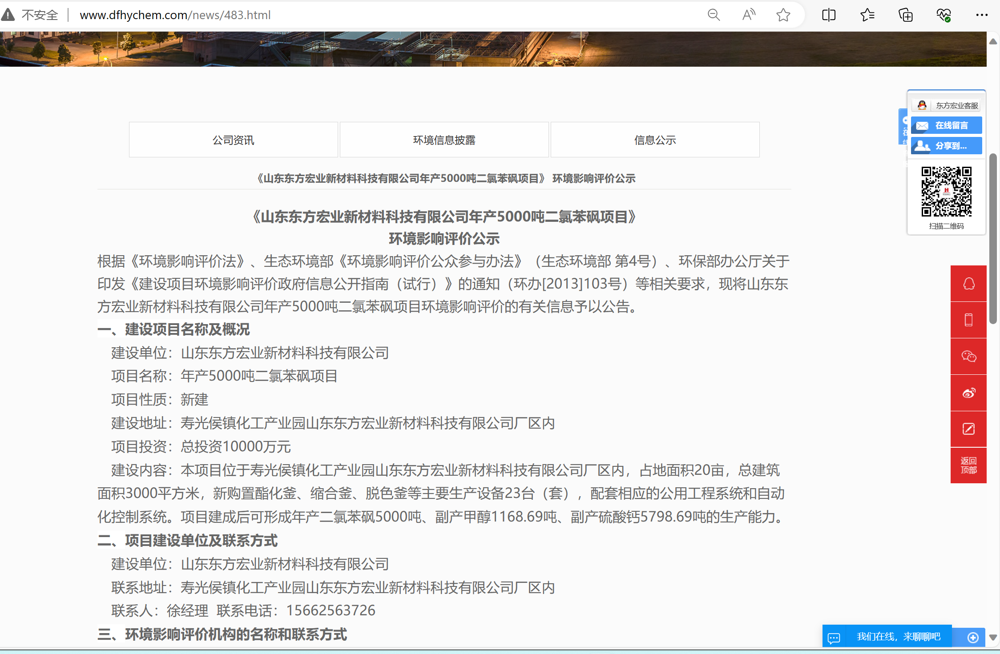 不安全 www.dfhychem.com/news/483.html
东方宏业客服
在线留言
分享到...
扫描二维码
公司资讯 环境信息披露 信息公示
《山东东方宏业新材料科技有限公司年产5000吨二氯苯砜项目》 环境影响评价公示
《山东东方宏业新材料科技有限公司年产5000吨二氯苯砜项目》
环境影响评价公示
根据《环境影响评价法》、生态环境部《环境影响评价公众参与办法》（生态环境部 第4号）、环保部办公厅关于
印发《建设项目环境影响评价政府信息公开指南（试行）》的通知（环办[2013]103号）等相关要求，现将山东东
方宏业新材料科技有限公司年产5000吨二氯苯砜项目环境影响评价的有关信息予以公告。
一、建设项目名称及概况
建设单位：山东东方宏业新材料科技有限公司
项目名称：年产5000吨二氯苯砜项目
项目性质：新建
建设地址：寿光侯镇化工产业园山东东方宏业新材料科技有限公司厂区内
项目投资：总投资10000万元
建设内容：本项目位于寿光侯镇化工产业园山东东方宏业新材料科技有限公司厂区内，占地面积20亩，总建筑
面积3000平方米，新购置酯化釜、缩合釜、脱色釜等主要生产设备23台（套），配套相应的公用工程系统和自动
化控制系统。项目建成后可形成年产二氯苯砜5000吨、副产甲醇1168.69吨、副产硫酸钙5798.69吨的生产能力。
二、项目建设单位及联系方式
建设单位：山东东方宏业新材料科技有限公司
联系地址：寿光侯镇化工产业园山东东方宏业新材料科技有限公司厂区内
联系人：徐经理 联系电话：15662563726
三、环境影响评价机构的名称和联系方式
返回
顶部
我们在线，来聊聊吧